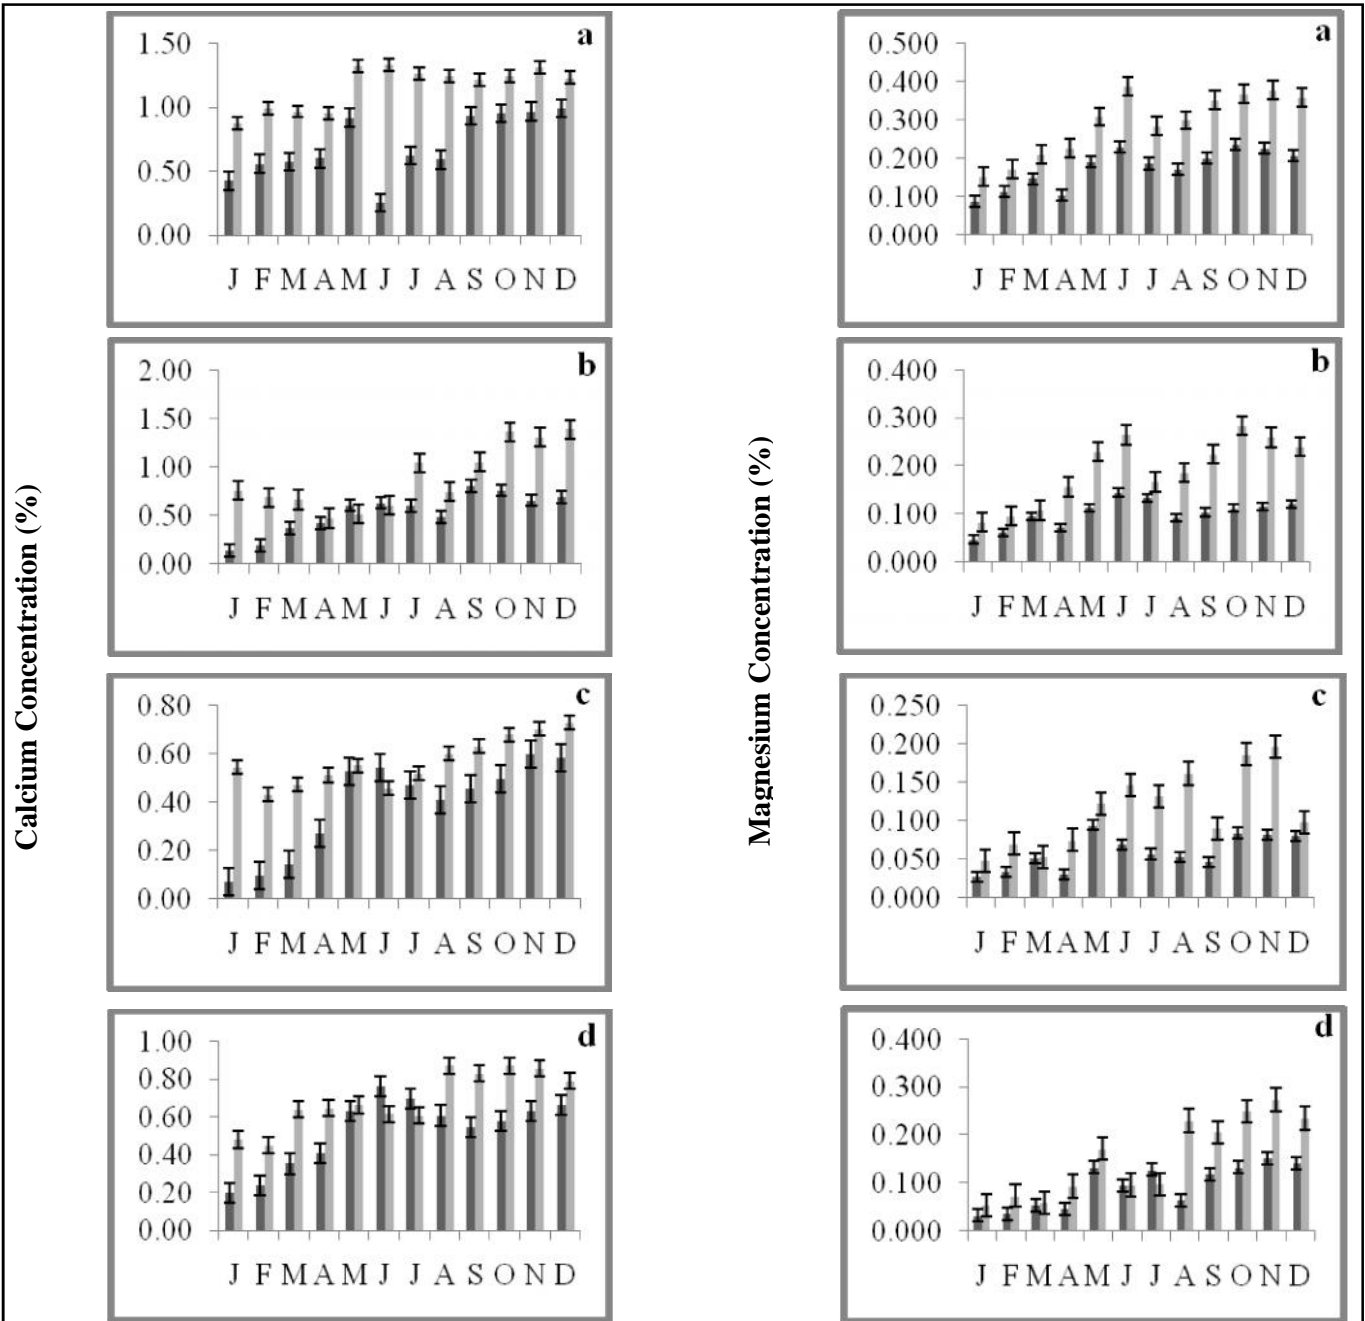 Calcium Concentration (%)
a
1.50
1.00
0.50
0.00
J F M A M J J A S O N D
b
2.00
1.50
1.00
0.50
0.00
J F M A M J J A S O N D
c
0.80
0.60
0.40
0.20
0.00
J F M A M J J A S O N D
d
1.00
0.80
0.60
0.40
0.20
0.00
J F M A M J J A S O N D
Magnesium Concentration (%)
a
0.500
0.400
0.300
0.200
0.100
0.000
J F M A M J J A S O N D
b
0.400
0.300
0.200
0.100
0.000
J F M A M J J A S O N D
c
0.250
0.200
0.150
0.100
0.050
0.000
J F M A M J J A S O N D
d
0.400
0.300
0.200
0.100
0.000
J F M A M J J A S O N D